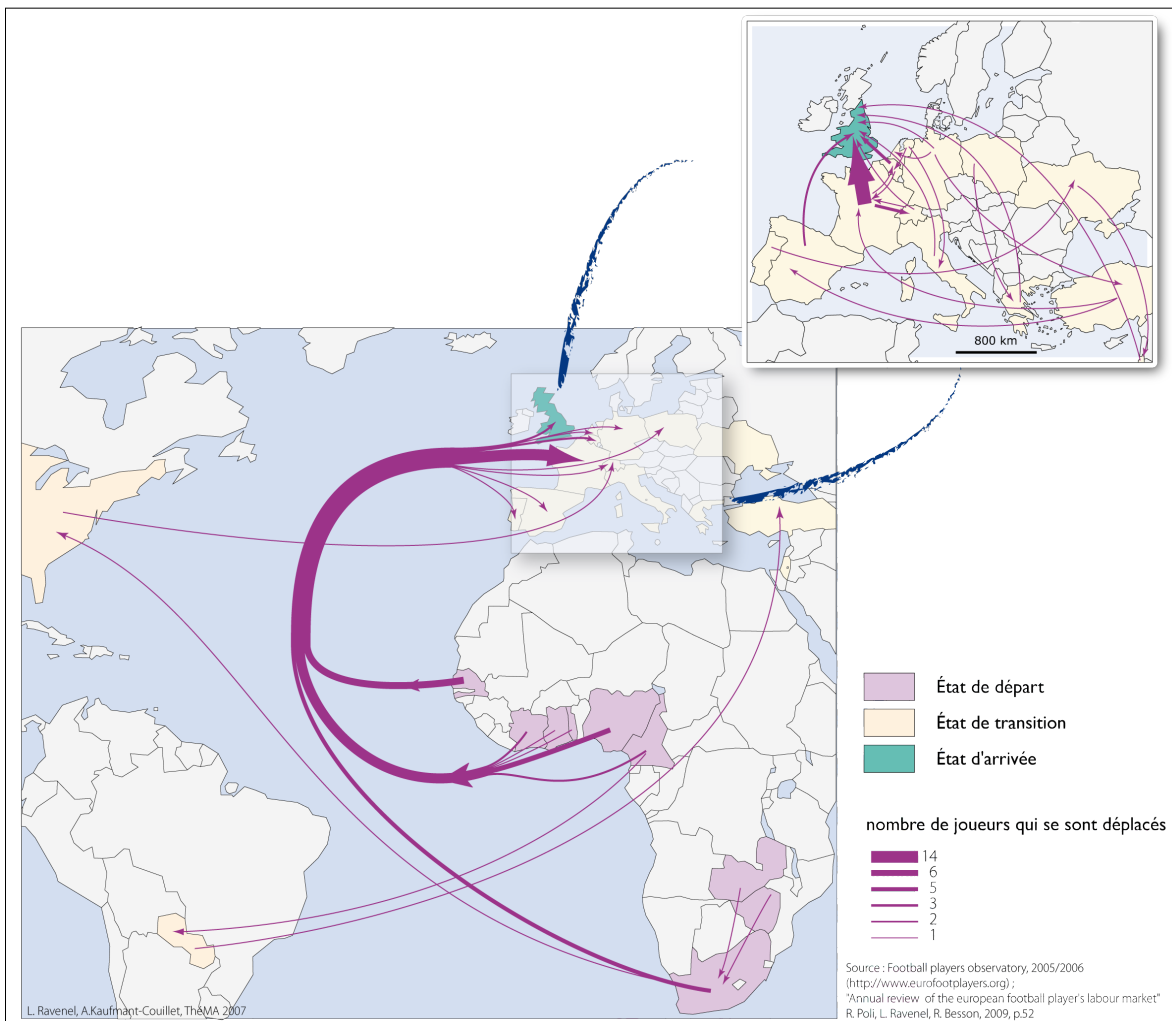 800 km
État de départ
État de transition
État d'arrivée
nombre de joueurs qui se sont déplacés
14
6
5
3
2
1
Source : Football players observatory, 2005/2006
(http://www.eurofootplayers.org) ;
"Annual review of the european football player's labour market"
R. Poli, L. Ravenel, R. Besson, 2009, p.52
L. Ravenel, A.Kaufmant-Couillet, ThéMA 2007